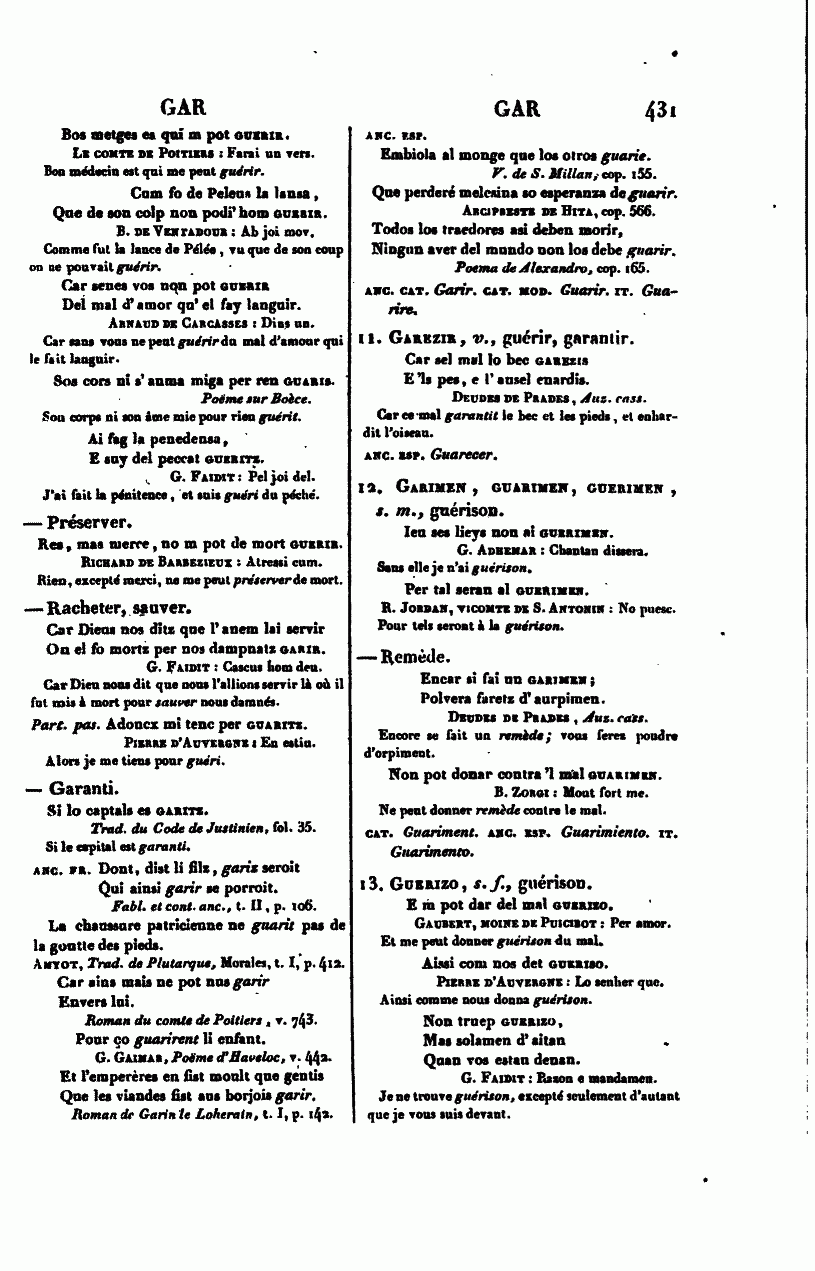 GAR
Bos metges es qui m pot GUERIR.
LE COMTE DE POITIERS : Farai un vers.
Bon médecin est qui me peut guérir.
Com fo de Peleus la lansa,
Que de son colp non podi' hom GUERIR.
B. DE VENTADOUR : Ab joi mov.
Comme fut la lance de Pélée, vu que de son coup
on ne pouvait guérir.
Car senes vos non pot GUERIR
Del mal d'amor qu'el fay languir.
ARNAUD DE CARCASSES : Dins un.
Car sans vous ne peut guérir du mal d'amour qui
le fait languir.
Sos cors ni s'anma miga per ren GUARIS.
Poëme sur Boèce.
Son corps ni son âme mie pour rien guérit.
Ai fag la penedensa,
E suy del peccat GUERITZ.
G. FAIDIT : Pel joi del.
J'ai fait la pénitence, et suis guéri du péché.
— Préserver.
Res, mas merce, no m pot de mort GUERIR.
RICHARD DE BARBEZIEUX : Atressi cum.
Rien, excepté merci, ne me peut préserver de mort.
— Racheter, sauver.
Car Dieus nos ditz que l'anem lai servir
On el fo mortz per nos dampnatz GARIR.
G. FAIDIT : Cascus hom deu.
Car Dieu nous dit que nous l'allions servir là où il
fut mis à mort pour sauver nous damnés.
Part. pas. Adoncx mi tenc per GUARITZ.
PIERRE D'AUVERGNE : En estiu.
Alors je me tiens pour guéri.
— Garanti.
Si lo captals es GARITZ.
Trad. du Code de Justinien, fol. 35.
Si le capital est garanti.
ANC. FR. Dont, dist li filz, gariz seroit
Qui ainsi garir se porroit.
Fabl. et cont. anc., t. II, p. 106.
La chaussure patricienne ne guarit pas de
la goutte des pieds.
AMYOT, Trad. de Plutarque, Morales, t. I, p. 412.
Car ains mais ne pot nus garir
Envers lui.
Roman du comte de Poitiers, v. 743.
Pour ço guarirent li enfant.
G. GAIMAR, Poëme d'Haveloc, v. 442.
Et l'emperères en fist moult que gentis
Que les viandes fist aus borjois garir.
Roman de Garin le Loherain, t. I, p. 142.
GAR 431
ANC. ESP.
Embiola al monge que los otros guarie.
V. de S. Millan, cop. 155.
Que perderé melesina so esperanza de guarir.
ARCIPRESTE DE HITA, cop. 566.
Todos los traedores asi deben morir,
Ningun aver del mundo non los debe guarir.
Poema de Alexandro, cop. 165.
ANC. CAT. Garir. CAT. MOD. Guarir. IT. Gua-
rire.
11. GAREZIR, v., guérir, garantir.
Car sel mal lo bec GAREZIS
E 'ls pes, e l'ausel enardis.
DEUDES DE PRADES, Aus. cass.
Car ce mal garantit le bec et les pieds, et enhar-
dit l'oiseau.
ANC. ESP. Guarecer.
12. GARIMEN, GUARIMEN, GUERIMEN,
s. m., guérison.
Ieu ses lieys non ai GUERIMEN.
G. ADHEMAR : Chantan dissera.
Sans elle je n'ai guérison.
Per tal seran al GUERIMEN.
R. JORDAN, VICOMTE DE S. ANTONIN : No puesc.
Pour tels seront à la guérison.
— Remède.
Encar si fai un GARIMEN;
Polvera faretz d'aurpimen.
DEUDES DE PRADES, Aus. cass.
Encore se fait un remède; vous ferez poudre
d'orpiment.
Non pot donar contra 'l mal GUARIMEN.
B. ZORGI : Mout fort me.
Ne peut donner remède contre le mal.
CAT. Guariment. ANC. ESP. Guarimiento. IT.
Guarimento.
13. GUERIZO, s. f., guérison.
E m pot dar del mal GUERIZO.
GAUBERT, MOINE DE PUICIBOT : Per amor.
Et me peut donner guérison du mal.
Aissi com nos det GUERISO.
PIERRE D'AUVERGNE : Lo senher que.
Ainsi comme nous donna guérison.
Non truep GUERIZO,
Mas solamen d'aitan
Quan vos estau denan.
G. FAIDIT : Razon e mandamen.
Je ne trouve guérison, excepté seulement d'autant
que je vous suis devant.